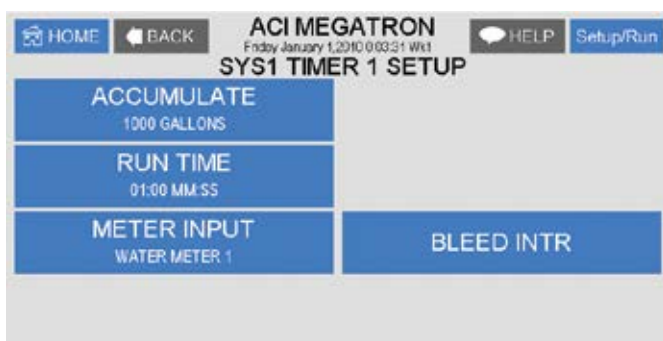 HOME
BACK
ACI MEGATRON
Friday January 1,2010 0:03:31 Wk1
HELP
Setup/Run
SYS1 TIMER 1 SETUP
ACCUMULATE
1000 GALLONS
RUN TIME
01:00 MM:SS
METER INPUT
WATER METER 1
BLEED INTR